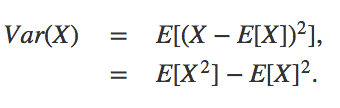 Var(X) = E[(X − E[X])²],
= E[X²] − E[X]².